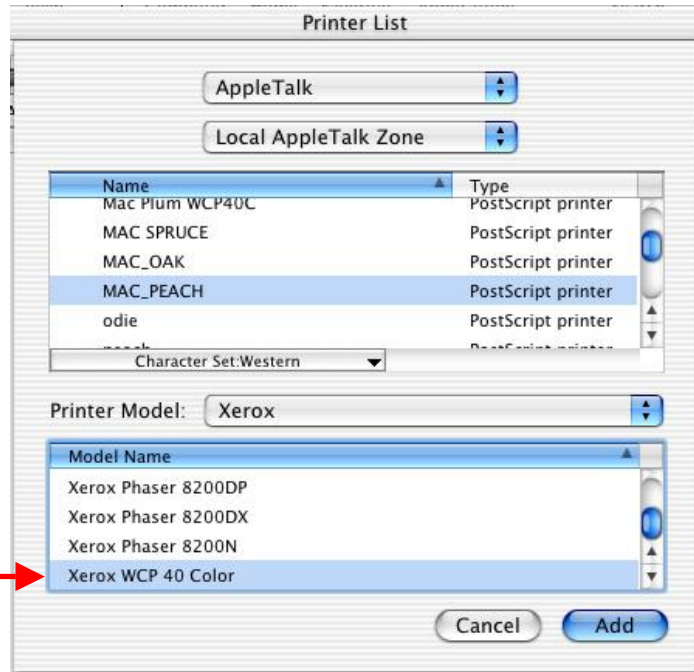 Printer List
AppleTalk
Local AppleTalk Zone
Name Type
Mac Plum WCP40C PostScript printer
MAC SPRUCE PostScript printer
MAC_OAK PostScript printer
MAC_PEACH PostScript printer
odie PostScript printer
Character Set:Western
Printer Model: Xerox
Model Name
Xerox Phaser 8200DP
Xerox Phaser 8200DX
Xerox Phaser 8200N
Xerox WCP 40 Color
Cancel Add